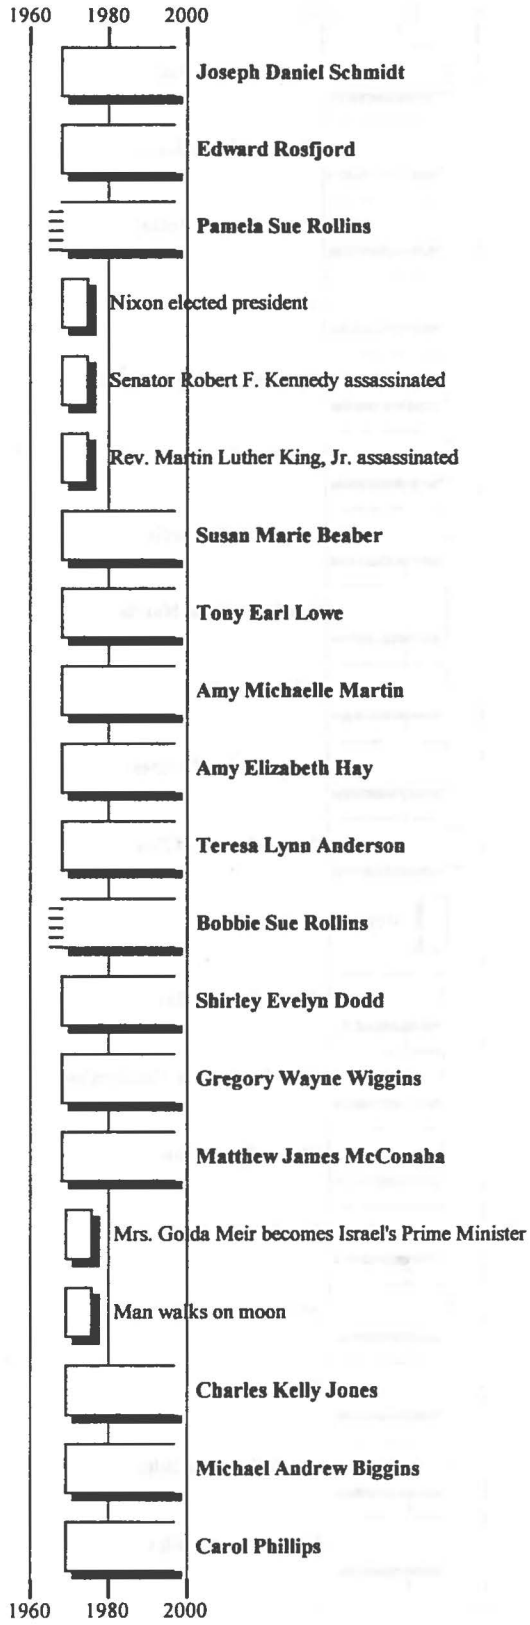 1960 1980 2000
Joseph Daniel Schmidt
Edward Rosfjord
Pamela Sue Rollins
Nixon elected president
Senator Robert F. Kennedy assassinated
Rev. Martin Luther King, Jr. assassinated
Susan Marie Beaber
Tony Earl Lowe
Amy Michaelle Martin
Amy Elizabeth Hay
Teresa Lynn Anderson
Bobbie Sue Rollins
Shirley Evelyn Dodd
Gregory Wayne Wiggins
Matthew James McConaha
Mrs. Golda Meir becomes Israel's Prime Minister
Man walks on moon
Charles Kelly Jones
Michael Andrew Biggins
Carol Phillips
1960 1980 2000